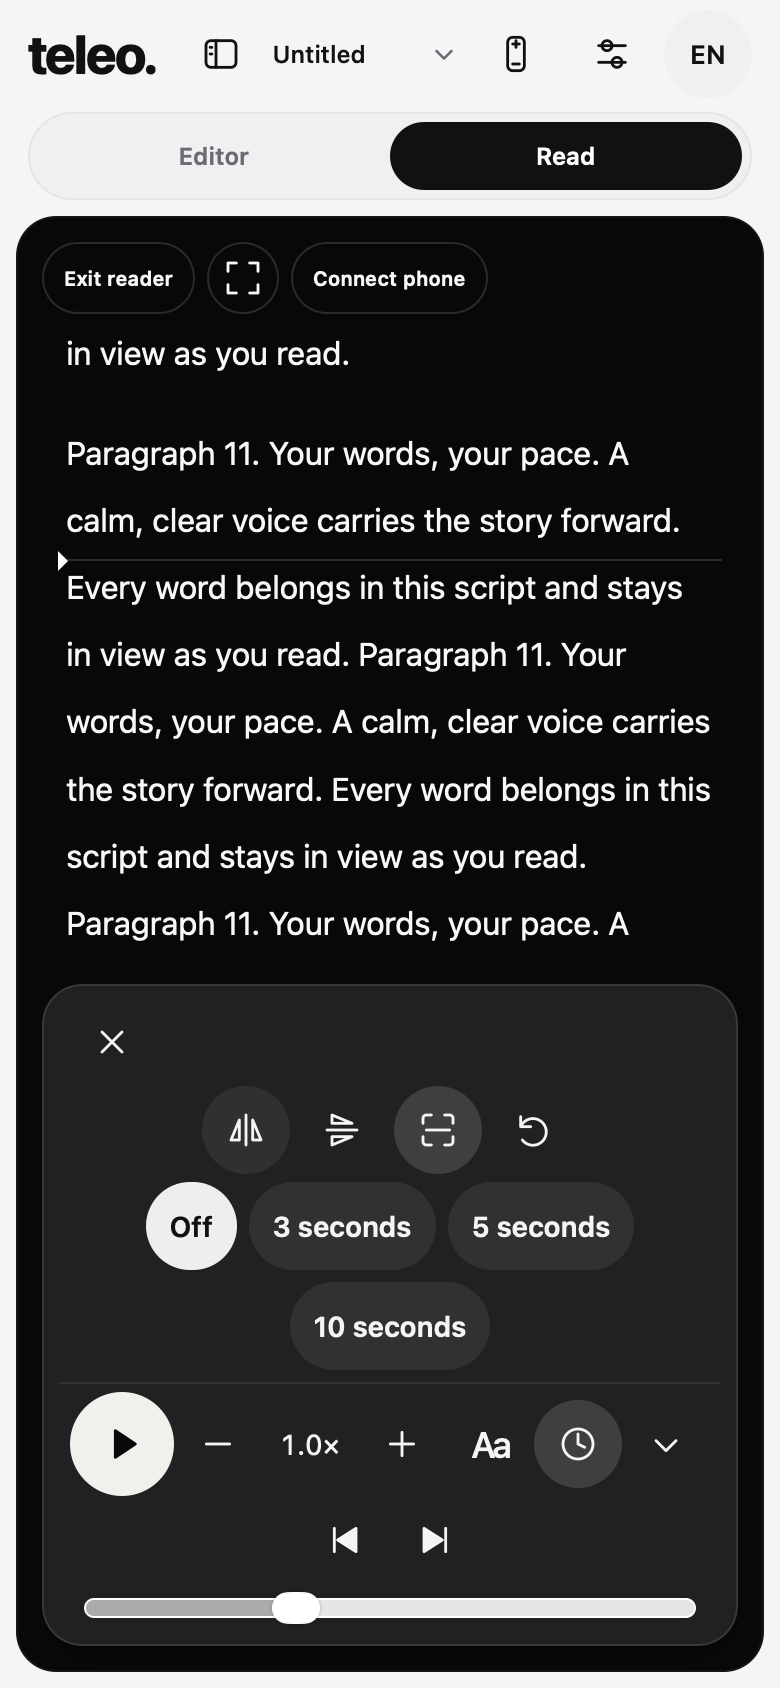 teleo.
Untitled
EN
Editor
Read
Exit reader
Connect phone
in view as you read.
Paragraph 11. Your words, your pace. A
calm, clear voice carries the story forward.
Every word belongs in this script and stays
in view as you read. Paragraph 11. Your
words, your pace. A calm, clear voice carries
the story forward. Every word belongs in this
script and stays in view as you read.
Paragraph 11. Your words, your pace. A
Off
3 seconds
5 seconds
10 seconds
1.0×
Aa